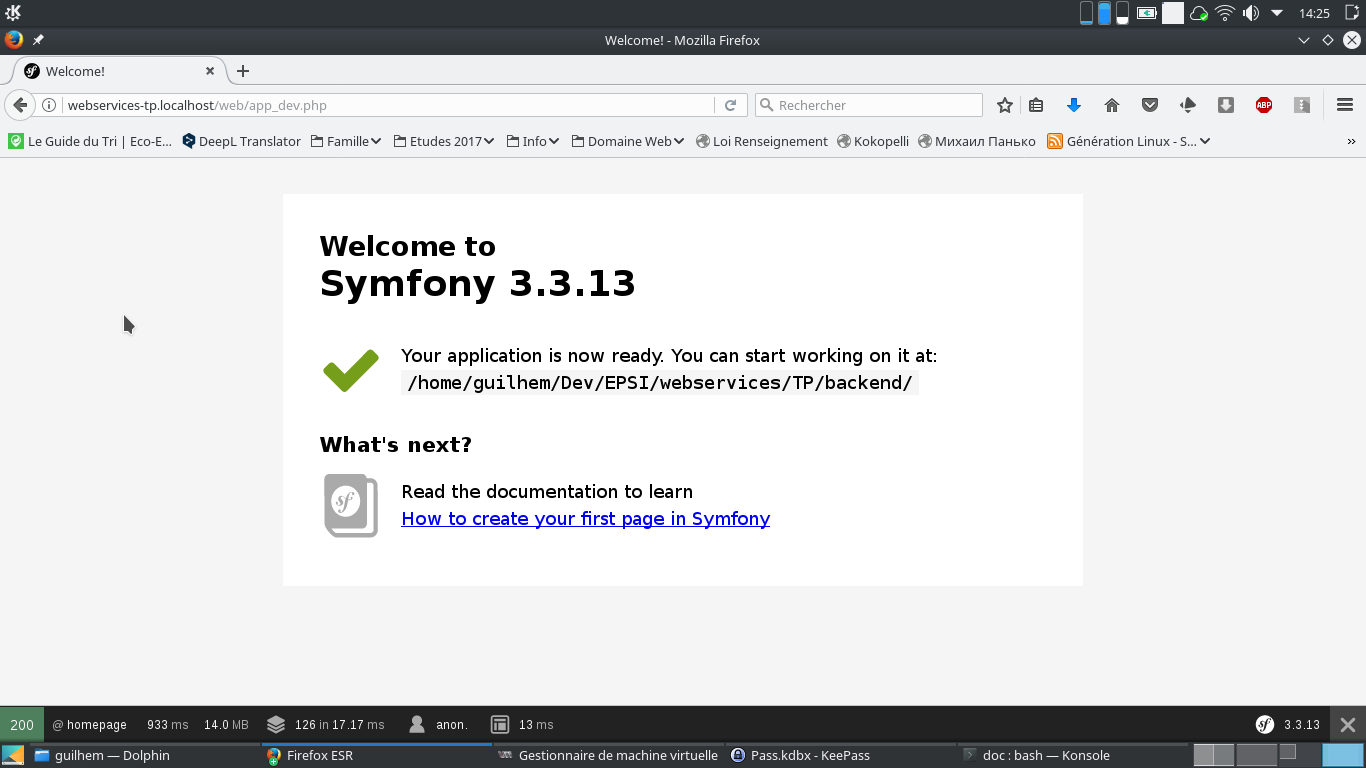 14:25
Welcome! - Mozilla Firefox
Welcome!
webservices-tp.localhost/web/app_dev.php
Rechercher
ABP
Le Guide du Tri | Eco-E...
DeepL Translator
Famille
Etudes 2017
Info
Domaine Web
Loi Renseignement
Kokopelli
Михаил Панько
Génération Linux - S...
Welcome to
Symfony 3.3.13
Your application is now ready. You can start working on it at:
/home/guilhem/Dev/EPSI/webservices/TP/backend/
What's next?
sf
Read the documentation to learn
How to create your first page in Symfony
200 @ homepage 933 ms 14.0 MB 126 in 17.17 ms anon. 13 ms sf 3.3.13
guilhem — Dolphin
Firefox ESR
Gestionnaire de machine virtuelle
Pass.kdbx - KeePass
doc : bash — Konsole